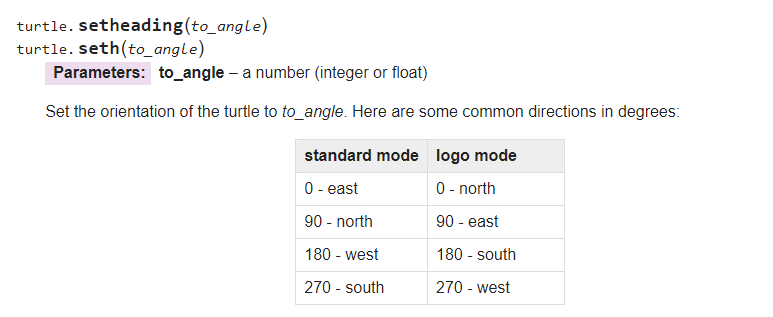 turtle.setheading(to_angle)
turtle.seth(to_angle)
Parameters: to_angle – a number (integer or float)
Set the orientation of the turtle to to_angle. Here are some common directions in degrees:
standard mode logo mode
0 - east 0 - north
90 - north 90 - east
180 - west 180 - south
270 - south 270 - west